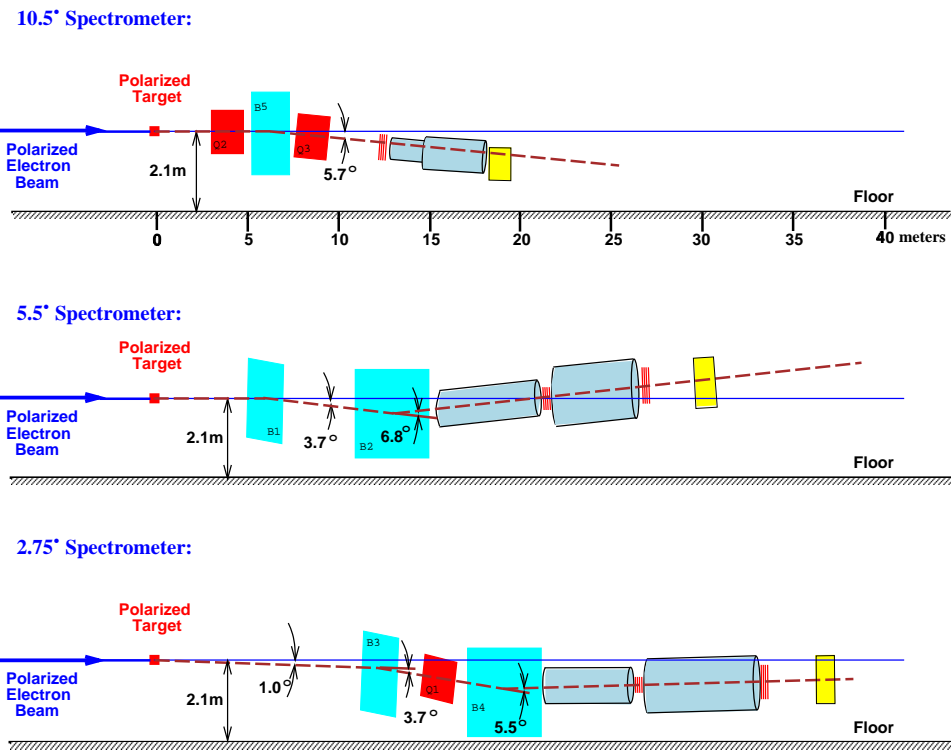 10.5° Spectrometer:
Polarized
Target
B5
Q2
Q3
Polarized
Electron
Beam
2.1m
5.7°
Floor
0 5 10 15 20 25 30 35 40 meters
5.5° Spectrometer:
Polarized
Target
Polarized
Electron
Beam
2.1m
B1
3.7°
B2
6.8°
Floor
2.75° Spectrometer:
Polarized
Target
Polarized
Electron
Beam
2.1m
1.0°
B3
Q1
3.7°
B4
5.5°
Floor